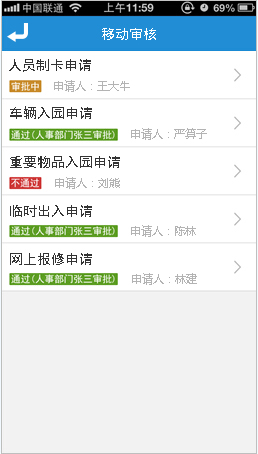 中国联通 上午11:59 69%
移动审核
人员制卡申请
审批中 申请人：王大牛
车辆入园申请
通过(人事部门张三审批) 申请人：严算子
重要物品入园申请
不通过 申请人：刘熊
临时出入申请
通过(人事部门张三审批) 申请人：陈林
网上报修申请
通过(人事部门张三审批) 申请人：林建